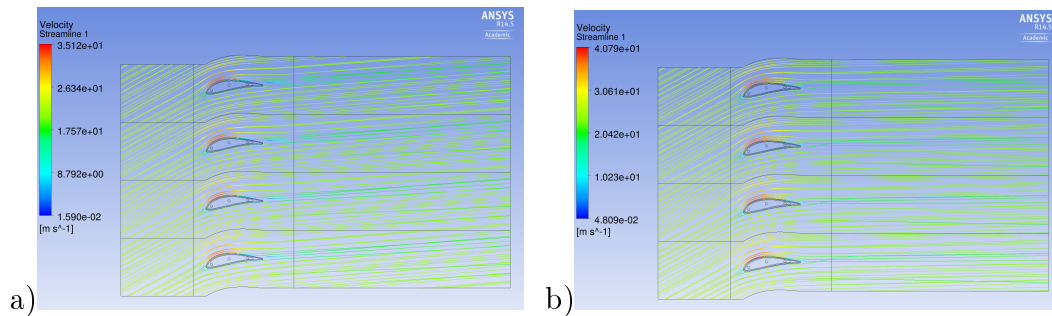 Velocity
Streamline 1
3.512e+01
2.634e+01
1.757e+01
8.792e+00
1.590e-02
[m s^-1]
ANSYS
R14.5
Academic
a)
Velocity
Streamline 1
4.079e+01
3.061e+01
2.042e+01
1.023e+01
4.809e-02
[m s^-1]
ANSYS
R14.5
Academic
b)